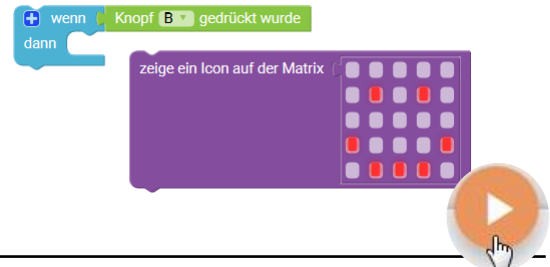 wenn Knopf B gedrückt wurde
dann
zeige ein Icon auf der Matrix